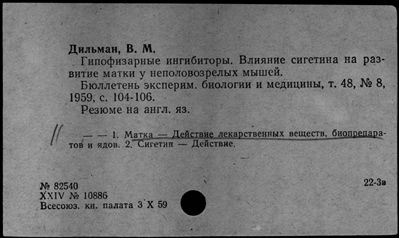 Дильман, В. М.
Гипофизарные ингибиторы. Влияние сигетина на раз-
витие матки у неполовозрелых мышей.
Бюллетень эксперим. биологии и медицины, т. 48, № 8,
1959, с. 104-106.
Резюме на англ. яз.
— — 1. Матка — Действие лекарственных веществ, биопрепара-
тов и ядов. 2. Сигетин — Действие.
№ 82540
22-3в
XXIV № 10886
Всесоюз. кн. палата 3 X 59